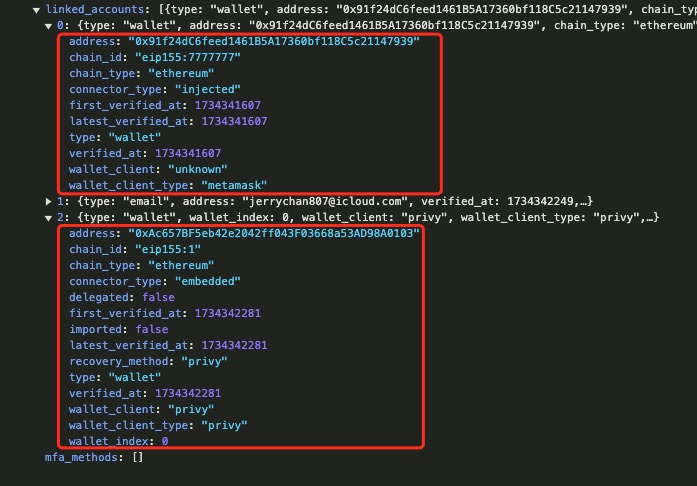 linked_accounts: [{type: "wallet", address: "0x91f24dC6feed1461B5A17360bf118C5c21147939", chain_typ
0: {type: "wallet", address: "0x91f24dC6feed1461B5A17360bf118C5c21147939", chain_type: "ethereum"
address: "0x91f24dC6feed1461B5A17360bf118C5c21147939"
chain_id: "eip155:7777777"
chain_type: "ethereum"
connector_type: "injected"
first_verified_at: 1734341607
latest_verified_at: 1734341607
type: "wallet"
verified_at: 1734341607
wallet_client: "unknown"
wallet_client_type: "metamask"
1: {type: "email", address: "jerrychan807@icloud.com", verified_at: 1734342249,…}
2: {type: "wallet", wallet_index: 0, wallet_client: "privy", wallet_client_type: "privy",…}
address: "0xAc657BF5eb42e2042ff043F03668a53AD98A0103"
chain_id: "eip155:1"
chain_type: "ethereum"
connector_type: "embedded"
delegated: false
first_verified_at: 1734342281
imported: false
latest_verified_at: 1734342281
recovery_method: "privy"
type: "wallet"
verified_at: 1734342281
wallet_client: "privy"
wallet_client_type: "privy"
wallet_index: 0
mfa_methods: []